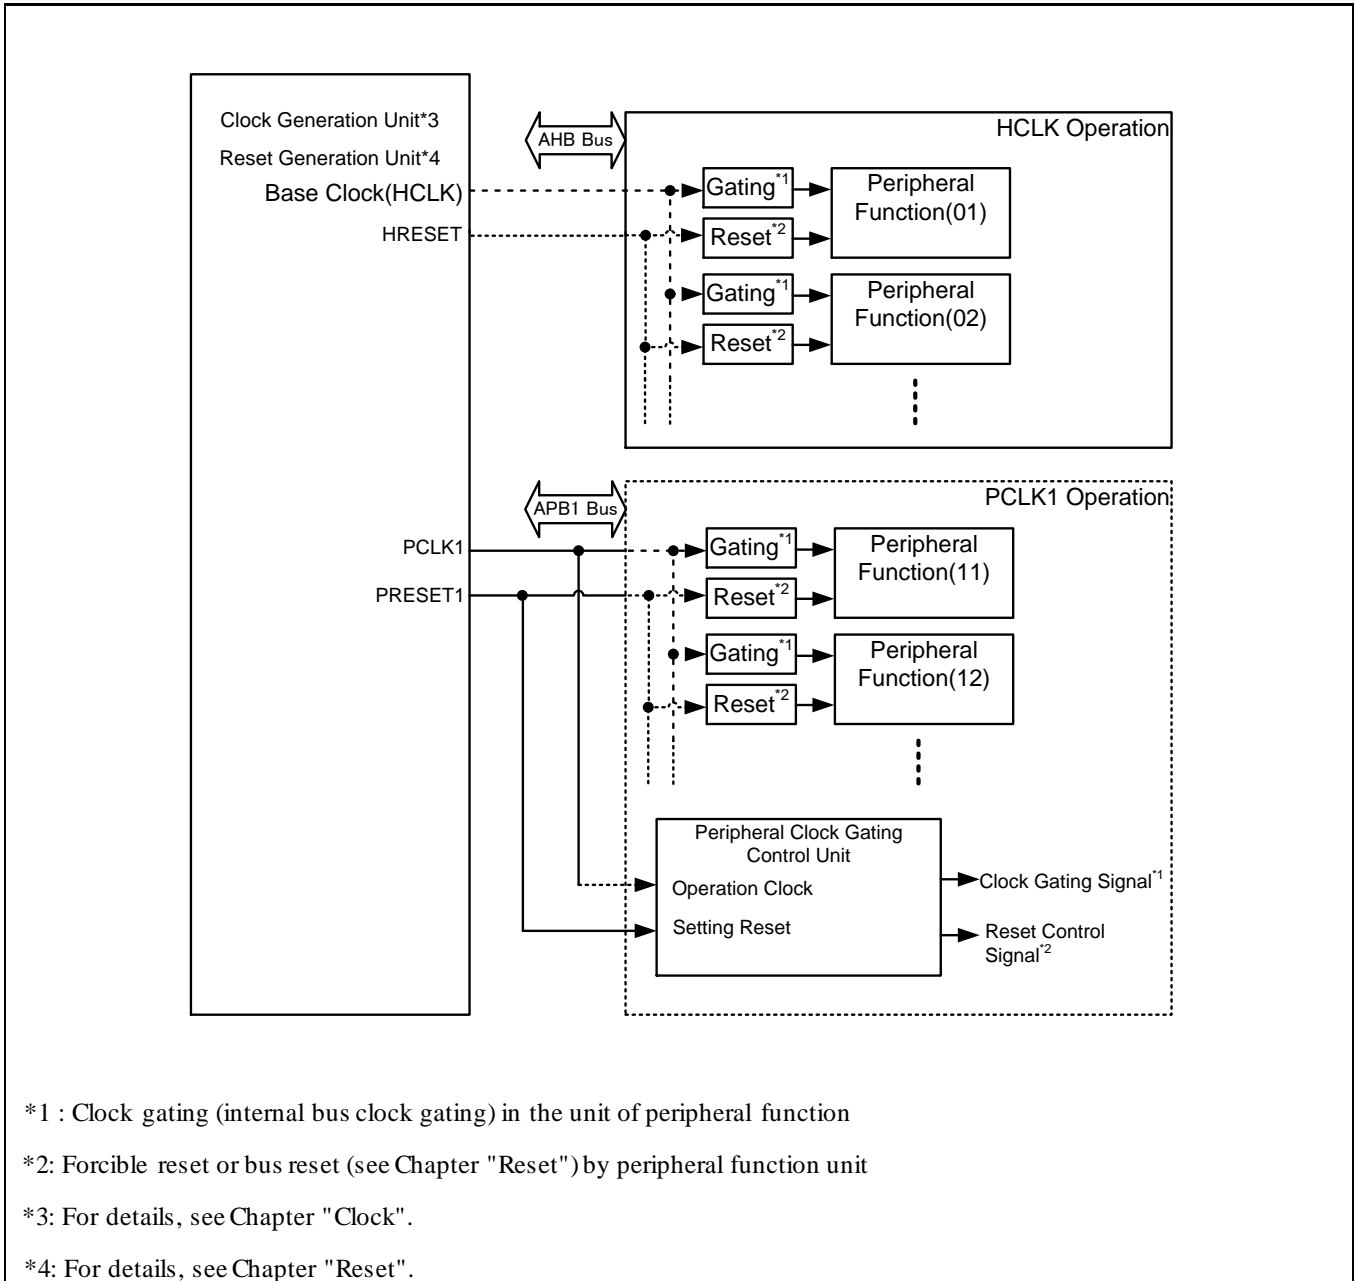 Clock Generation Unit*3
Reset Generation Unit*4
Base Clock(HCLK)
HRESET
AHB Bus
HCLK Operation
Gating*1
Peripheral
Function(01)
Reset*2
Gating*1
Peripheral
Function(02)
Reset*2
APB1 Bus
PCLK1 Operation
PCLK1
PRESET1
Gating*1
Peripheral
Function(11)
Reset*2
Gating*1
Peripheral
Function(12)
Reset*2
Peripheral Clock Gating
Control Unit
Operation Clock
Setting Reset
Clock Gating Signal*1
Reset Control
Signal*2
*1 : Clock gating (internal bus clock gating) in the unit of peripheral function
*2: Forcible reset or bus reset (see Chapter "Reset") by peripheral function unit
*3: For details, see Chapter "Clock".
*4: For details, see Chapter "Reset".